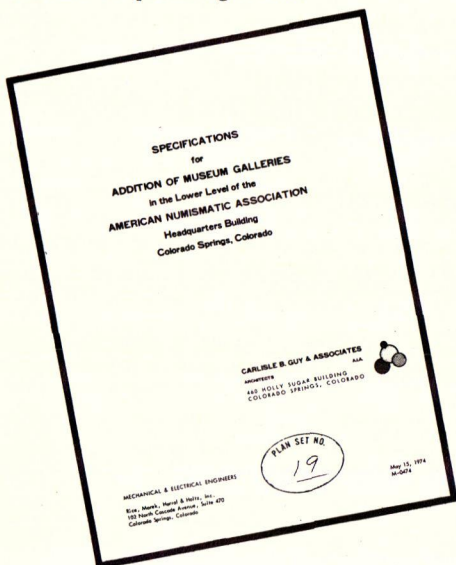 SPECIFICATIONS
for
ADDITION OF MUSEUM GALLERIES
in the Lower Level of the
AMERICAN NUMISMATIC ASSOCIATION
Headquarters Building
Colorado Springs, Colorado
CARLISLE B. GUY & ASSOCIATES
ARCHITECTS A.I.A.
460 HOLLY SUGAR BUILDING
COLORADO SPRINGS, COLORADO
PLAN SET NO.
19
MECHANICAL & ELECTRICAL ENGINEERS
Rice, Marek, Harral & Holtz, Inc.
102 North Cascade Avenue, Suite 470
Colorado Springs, Colorado
May 15, 1974
M-0474